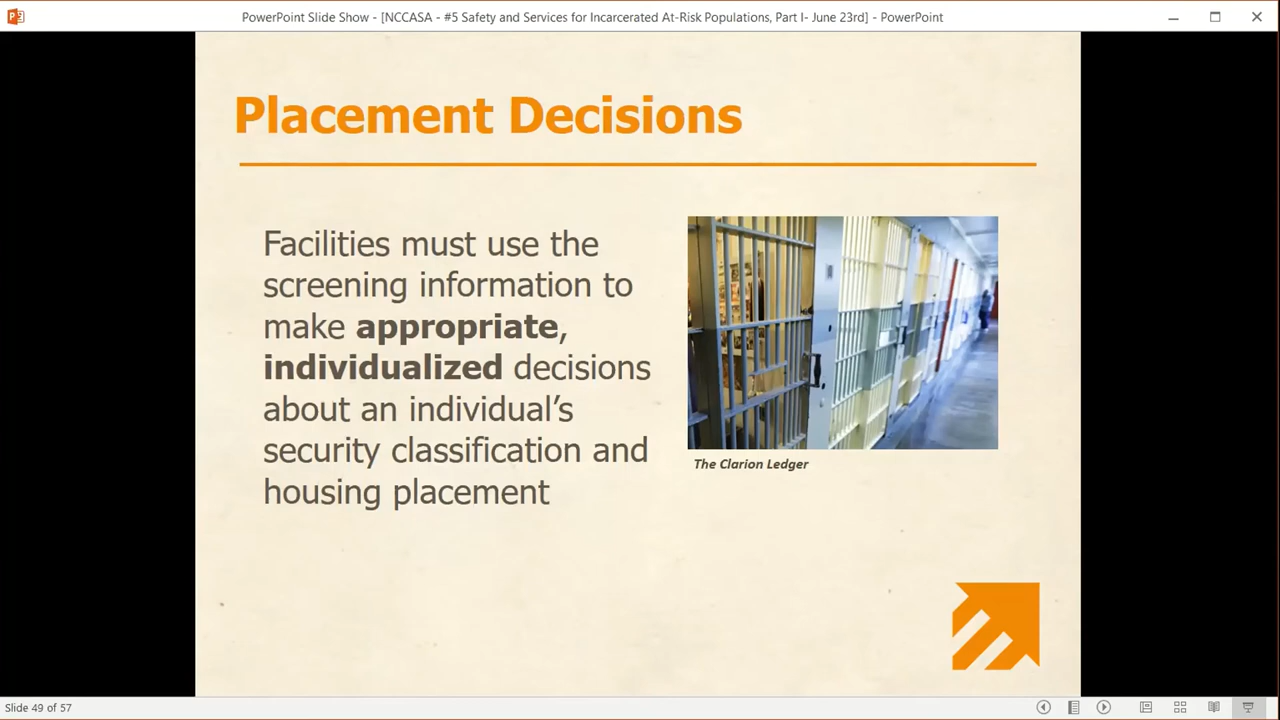 PowerPoint Slide Show - [NCCASA - #5 Safety and Services for Incarcerated At-Risk Populations, Part I- June 23rd] - PowerPoint
Placement Decisions
Facilities must use the
screening information to
make appropriate,
individualized decisions
about an individual’s
security classification and
housing placement
The Clarion Ledger
Slide 49 of 57